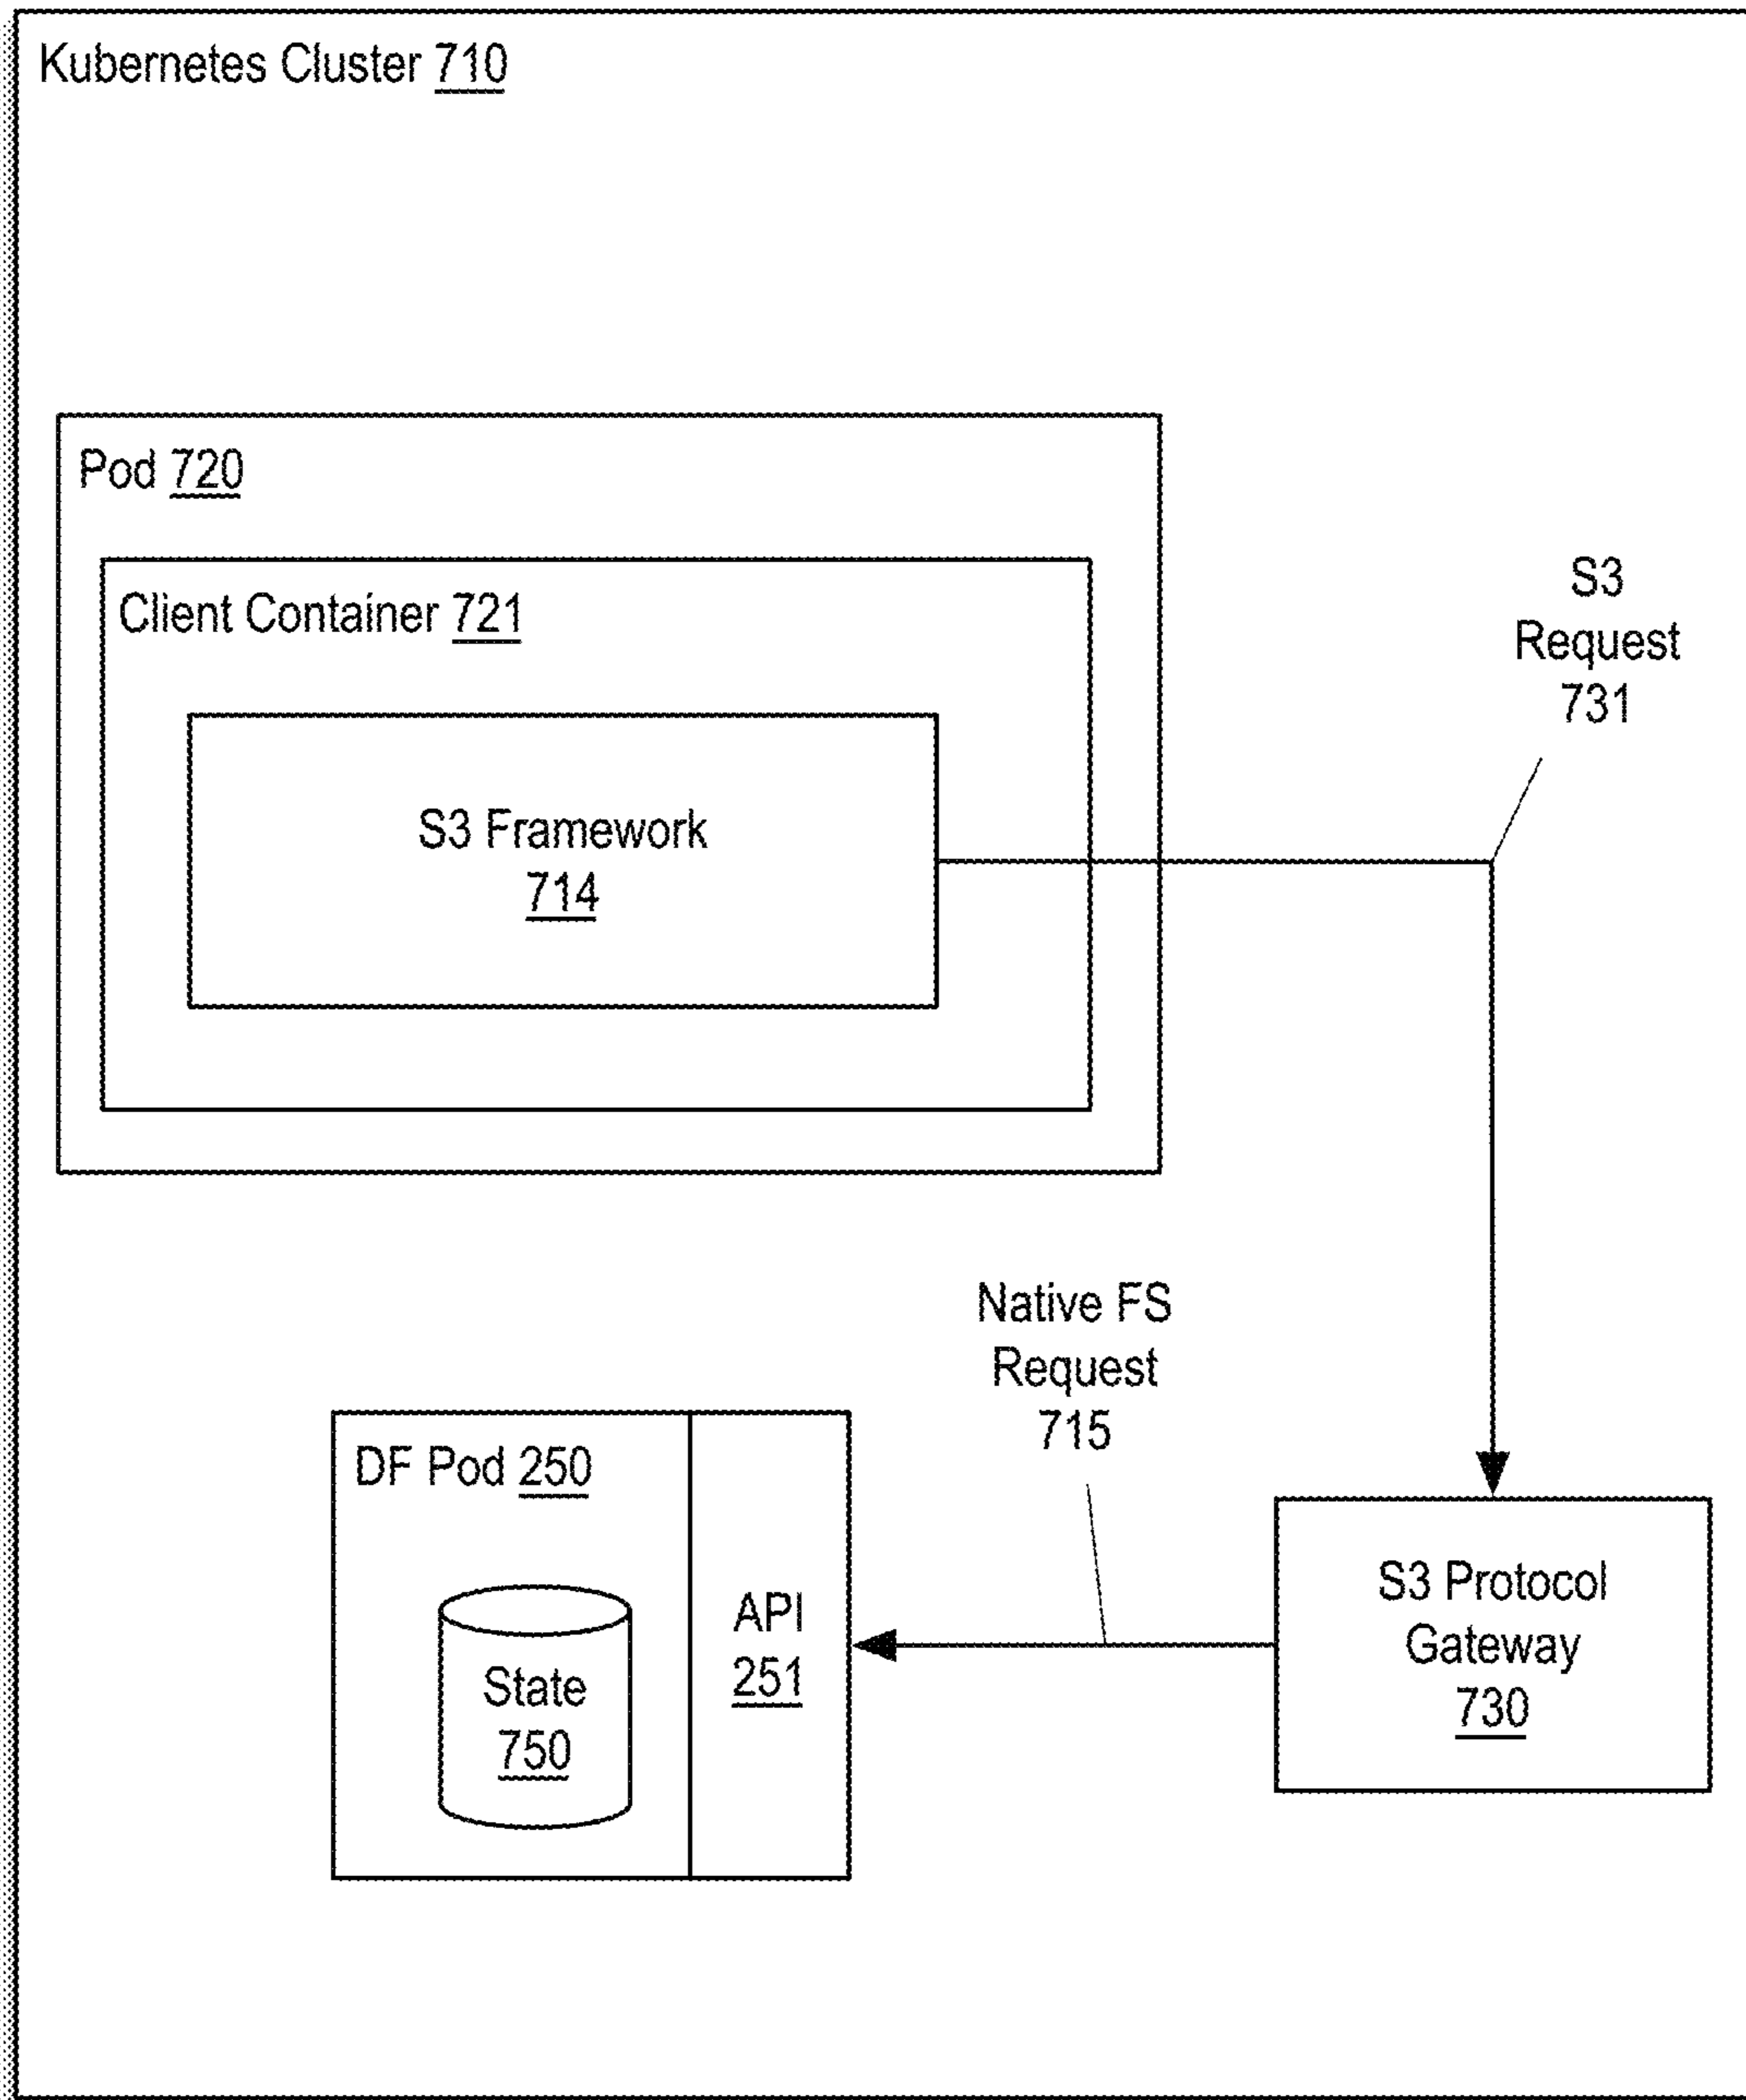 Kubernetes Cluster 710
Pod 720
Client Container 721
S3 Framework
714
S3
Request
731
Native FS
Request
715
DF Pod 250
State
750
API
251
S3 Protocol
Gateway
730